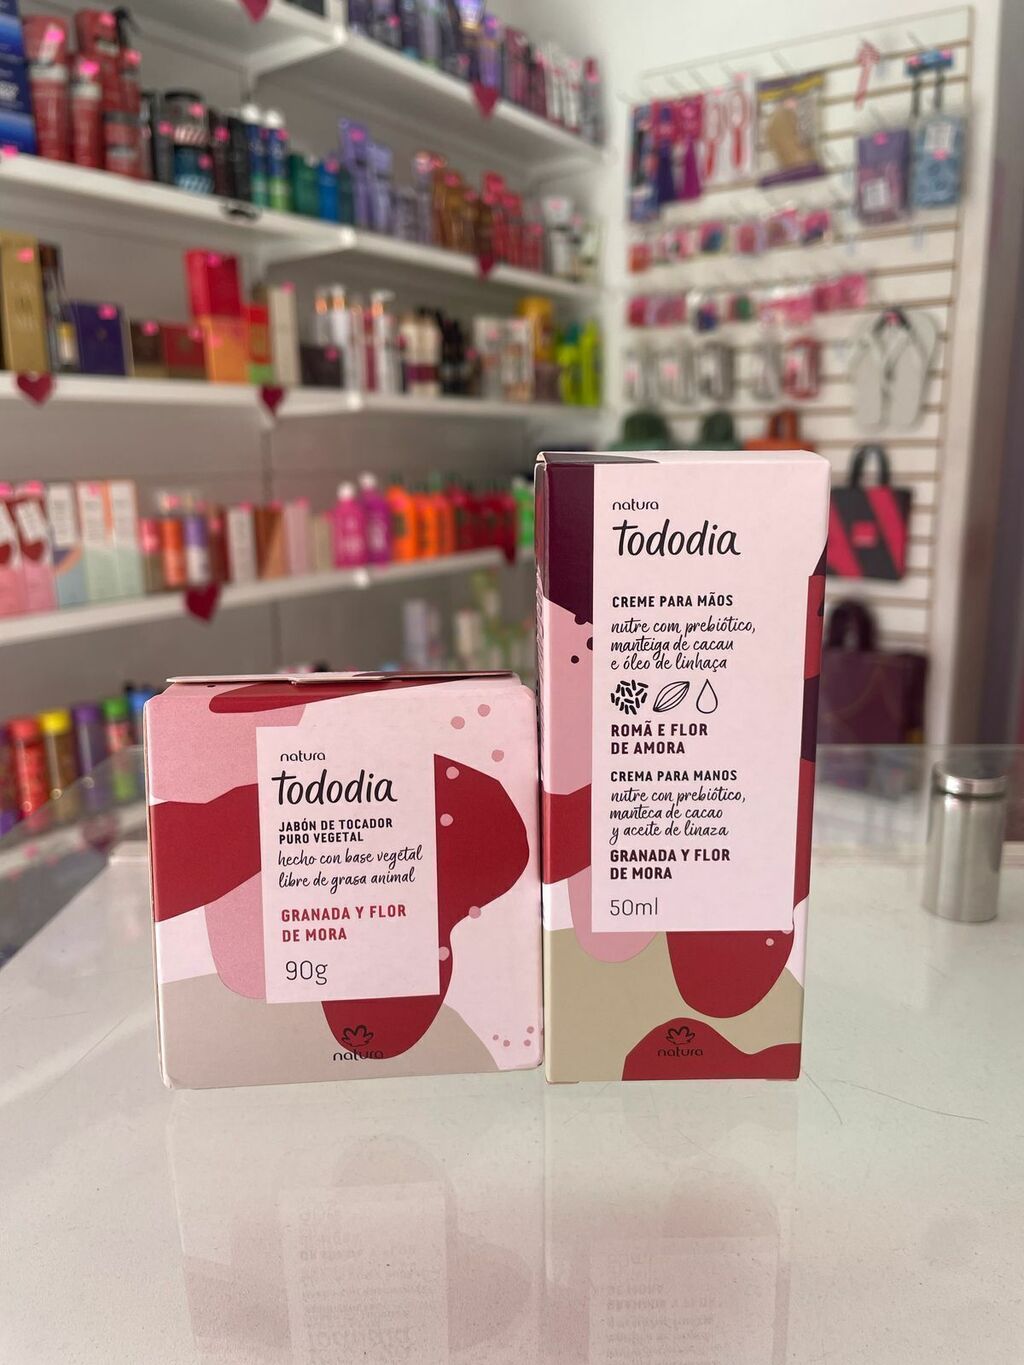 natura
Tododia
JABÓN DE TOCADOR
PURO VEGETAL
hecho con base vegetal
libre de grasa animal
GRANADA Y FLOR
DE MORA
90g
natura
natura
Tododia
CREME PARA MÃOS
nutre com prebiótico,
manteiga de cacau
e óleo de linhaça
ROMÃ E FLOR
DE AMORA
CREMA PARA MANOS
nutre con prebiótico,
manteca de cacao
y aceite de linaza
GRANADA Y FLOR
DE MORA
50ml
natura